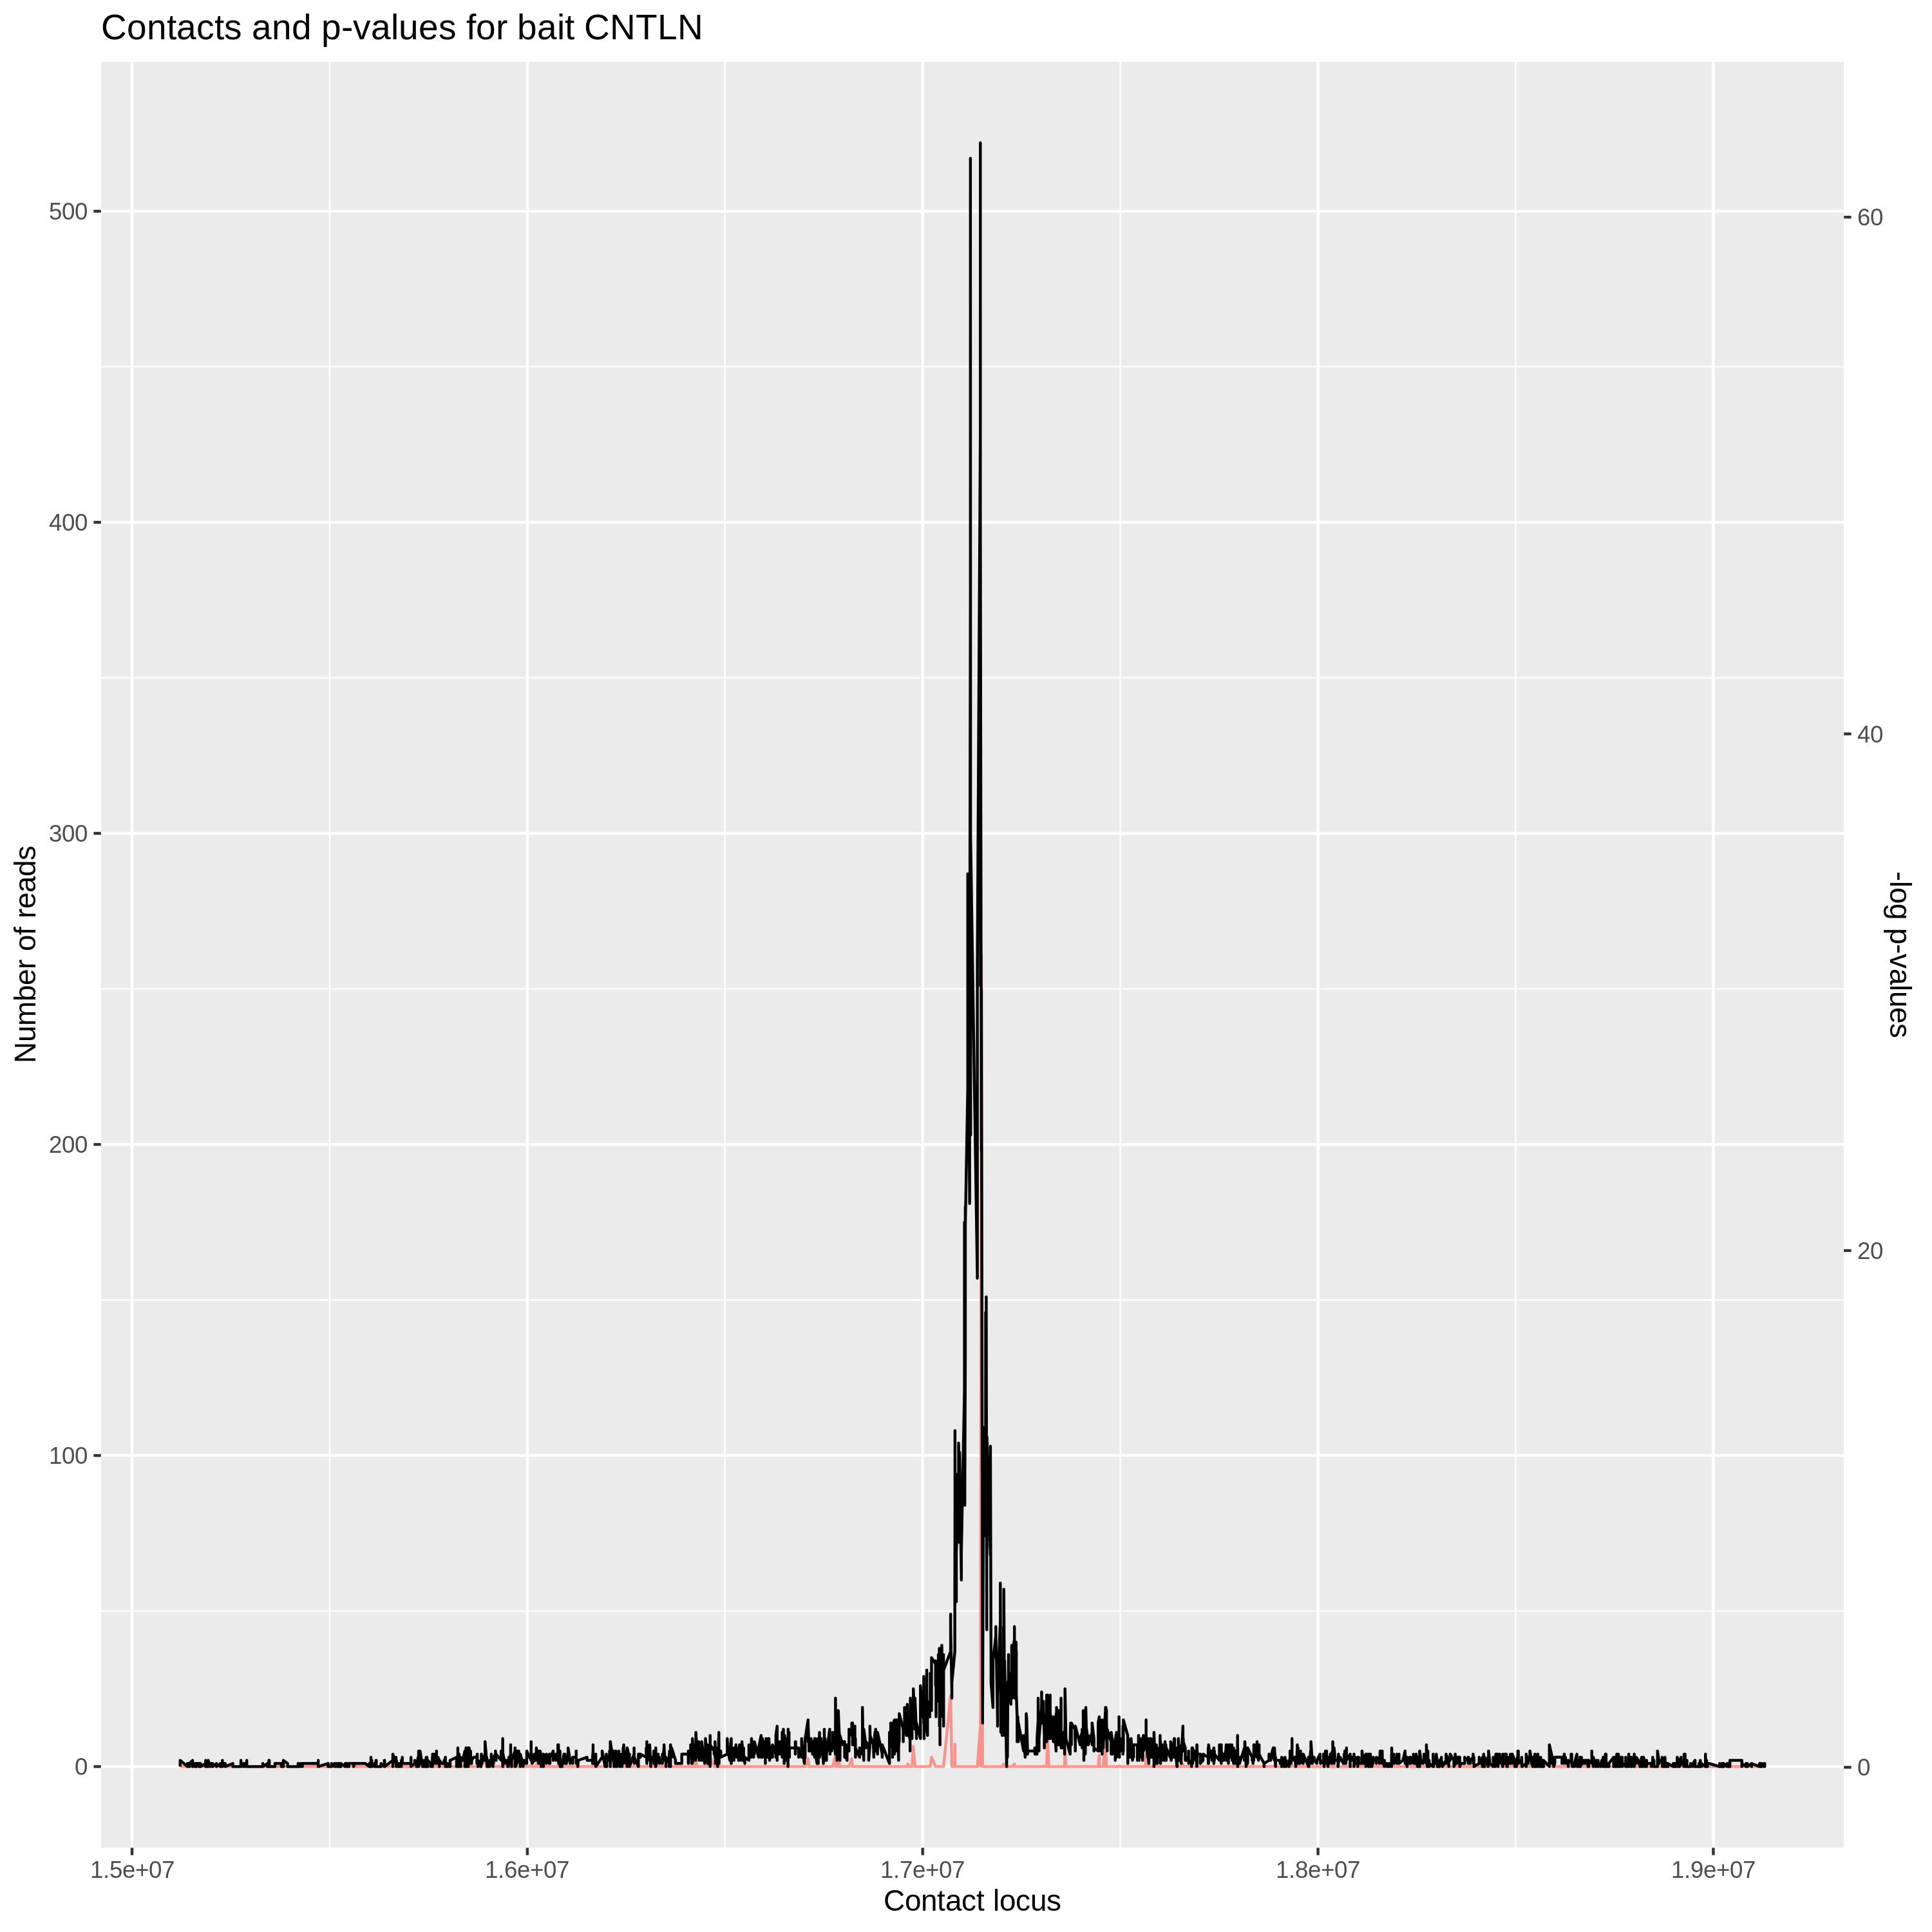 Contacts and p-values for bait CNTLN
Number of reads
500
400
300
200
100
0
60
40
20
0
-log p-values
1.5e+07 1.6e+07 1.7e+07 1.8e+07 1.9e+07
Contact locus